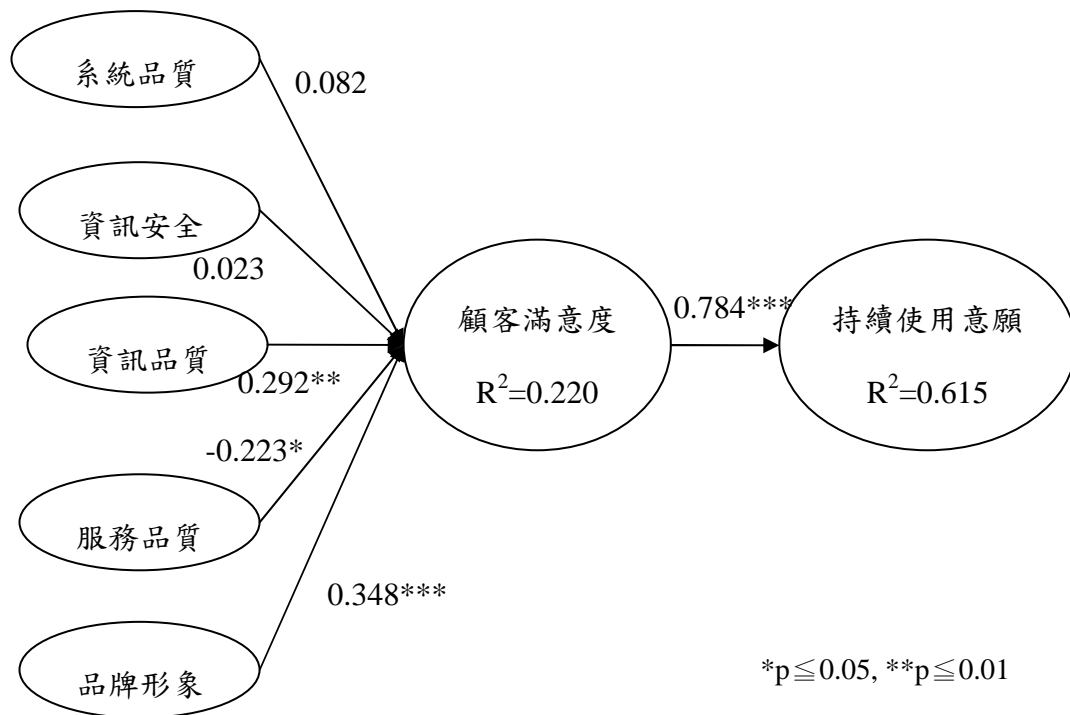 系統品質
0.082
資訊安全
0.023
資訊品質
0.292**
-0.223*
服務品質
0.348***
品牌形象
顧客滿意度
R²=0.220
0.784***
持續使用意願
R²=0.615
*p≦0.05, **p≦0.01